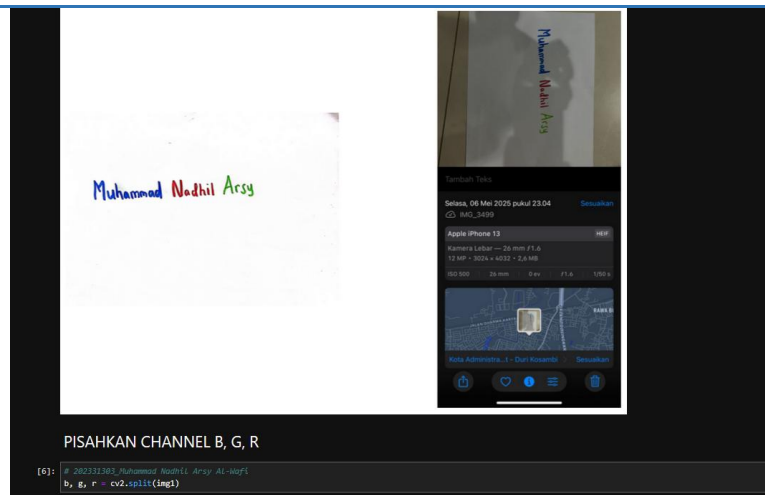 Muhammad Nadhil Arsy
Muhammad Nadhil Arsy
Tambah Teks
Selasa, 06 Mei 2025 pukul 23.04
Sesuaikan
IMG_3499
Apple iPhone 13
HEIF
Kamera Lebar — 26 mm ƒ1.6
12 MP • 3024 × 4032 • 2,6 MB
ISO 500
26 mm
0 ev
ƒ1.6
1/50 s
Kota Administra...t - Duri Kosambi
Sesuaikan
PISAHKAN CHANNEL B, G, R
[6]: # 202331303_Muhammad Nadhil Arsy Al-Wafi
b, g, r = cv2.split(img1)